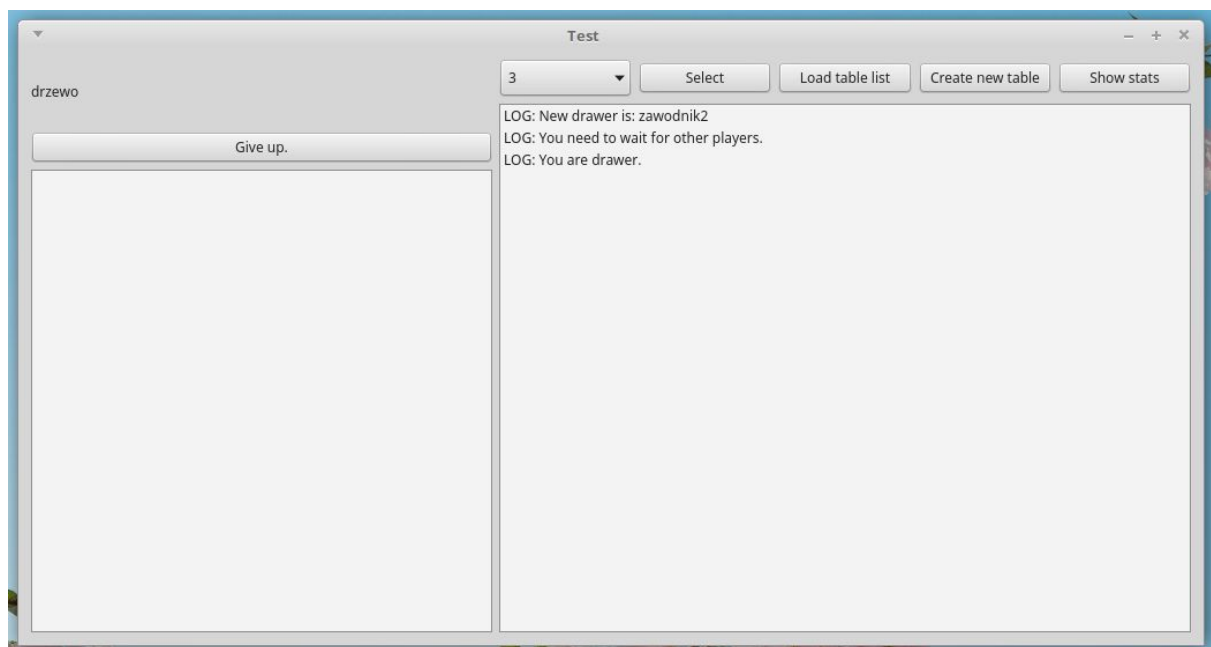 Test
drzewo
Give up.
3 Select Load table list Create new table Show stats
LOG: New drawer is: zawodnik2
LOG: You need to wait for other players.
LOG: You are drawer.